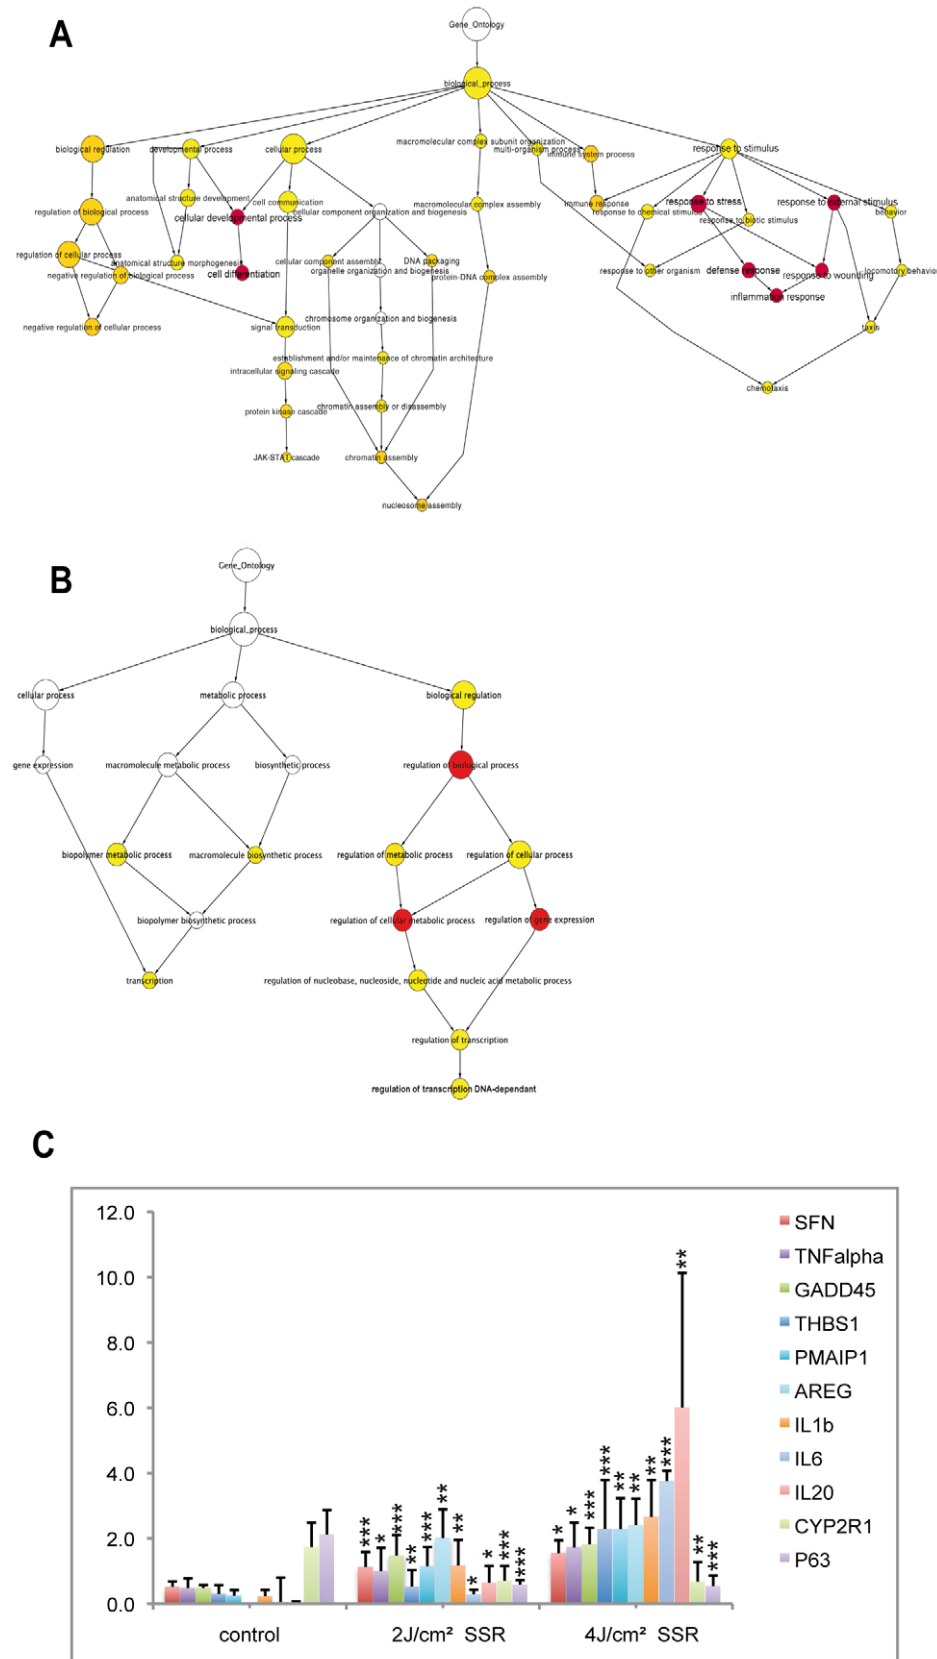 A
Gene_Ontology
biological_process
biological regulation
developmental process
cellular process
macromolecular complex subunit organization
multi-organism process
immune system process
response to stimulus
anatomical structure development
cell communication
macromolecular complex assembly
immune response
response to stress
response to external stimulus
regulation of biological process
cellular developmental process
cellular component organization and biogenesis
response to chemical stimulus
response to biotic stimulus
behavior
regulation of cellular process
anatomical structure morphogenesis
cellular component assembly
DNA packaging
negative regulation of biological process
cell differentiation
organelle organization and biogenesis
protein-DNA complex assembly
response to other organism
defense response
response to wounding
locomotory behavior
inflammation response
negative regulation of cellular process
signal transduction
chromosome organization and biogenesis
taxis
establishment and/or maintenance of chromatin architecture
intracellular signaling cascade
chemotaxis
protein kinase cascade
chromatin assembly or disassembly
JAK-STAT cascade
chromatin assembly
nucleosome assembly
B
Gene_Ontology
biological_process
cellular process
metabolic process
biological regulation
gene expression
macromolecule metabolic process
biosynthetic process
regulation of biological process
biopolymer metabolic process
macromolecule biosynthetic process
regulation of metabolic process
regulation of cellular process
biopolymer biosynthetic process
regulation of cellular metabolic process
regulation of gene expression
transcription
regulation of nucleobase, nucleoside, nucleotide and nucleic acid metabolic process
regulation of transcription
regulation of transcription DNA-dependant
C
12.0
10.0
8.0
6.0
4.0
2.0
0.0
*** * *** ** *** ** ** * * *** ***
* * *** *** ** ** ** *** ** ** ***
control
2J/cm² SSR
4J/cm² SSR
SFN
TNFalpha
GADD45
THBS1
PMAIP1
AREG
IL1b
IL6
IL20
CYP2R1
P63